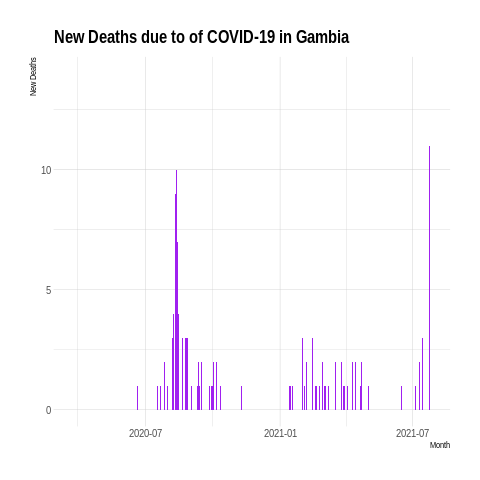 New Deaths due to of COVID-19 in Gambia
New Deaths
10
5
0
2020-07
2021-01
2021-07
Month